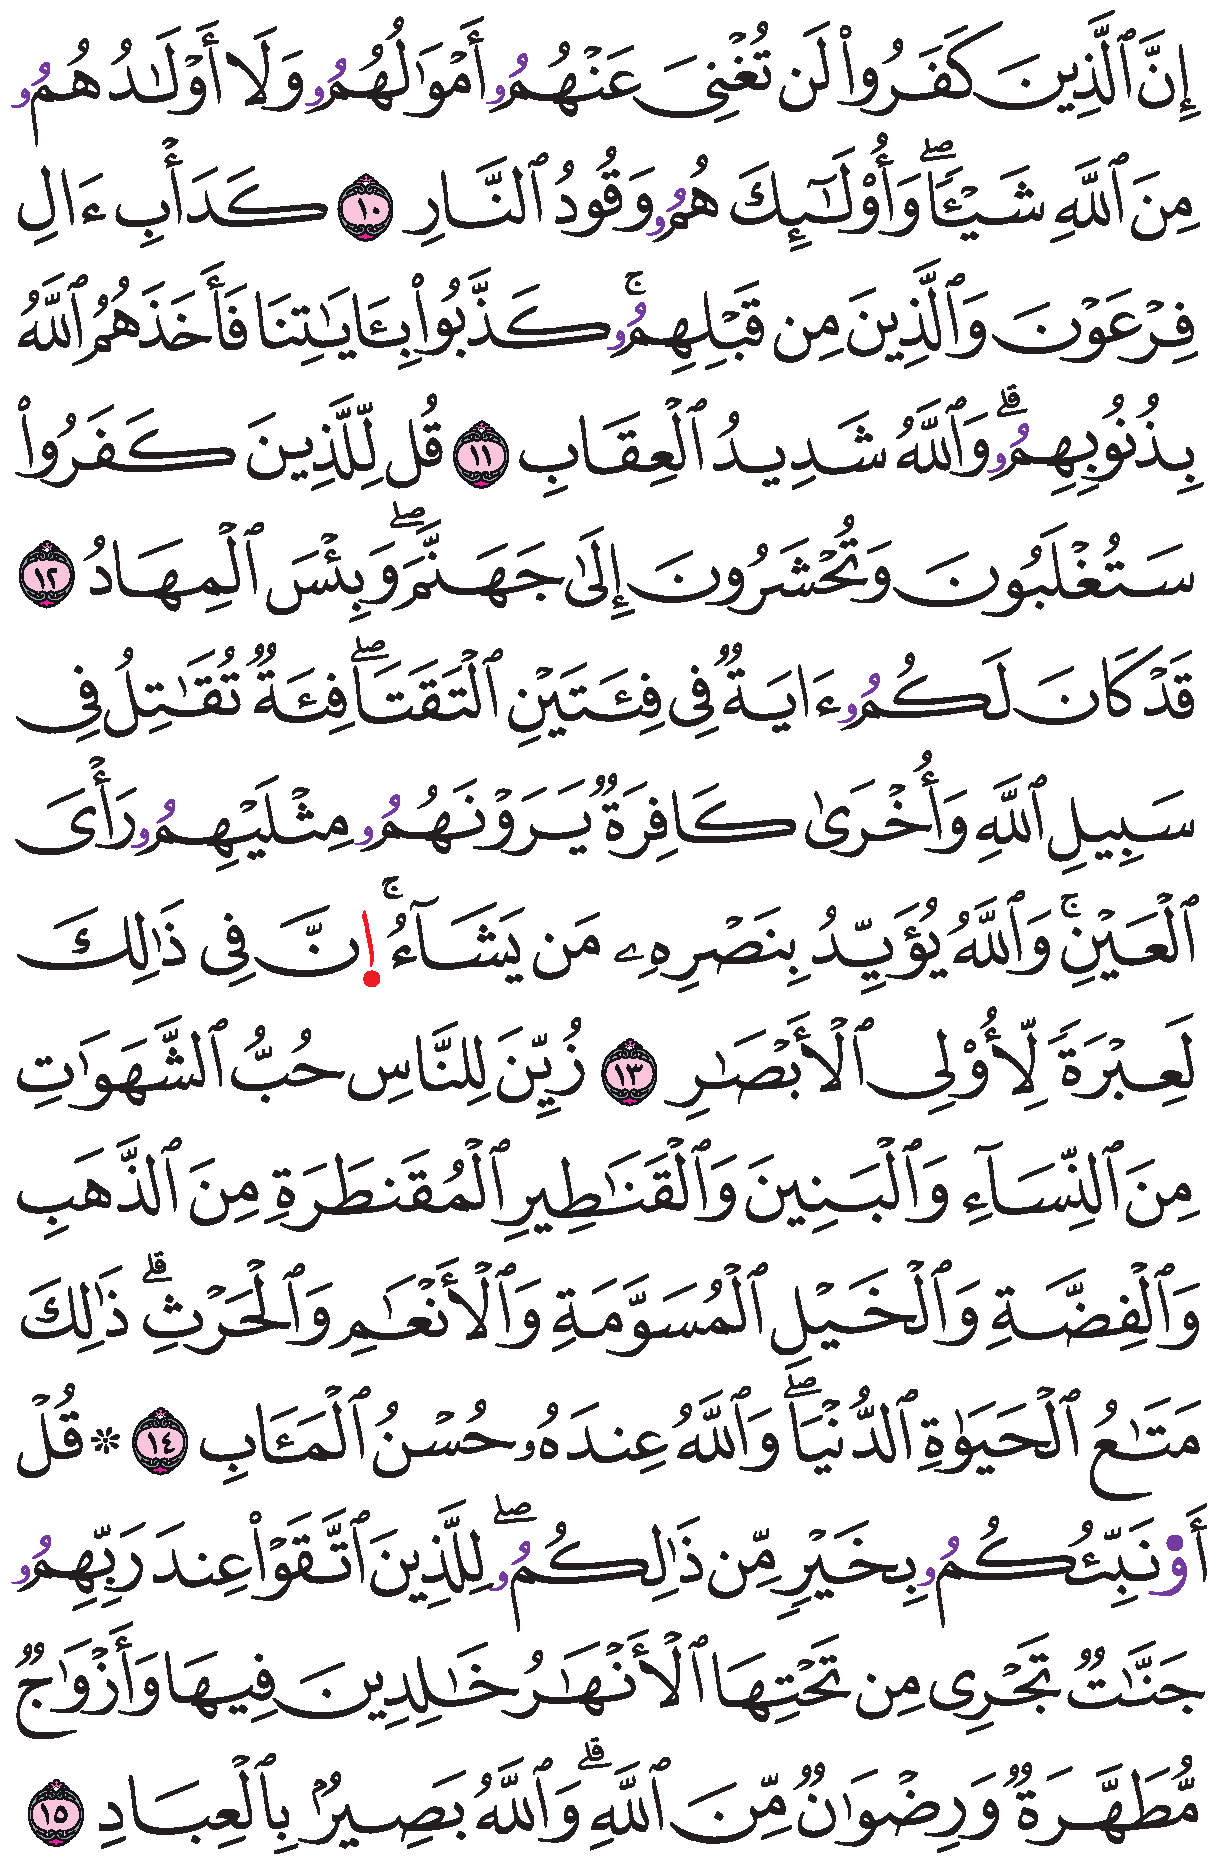 إِنَّ ٱلَّذِينَ كَفَرُواْ لَن تُغْنِىَ عَنْهُمُۥ أَمْوَٰلُهُمُۥ وَلَا أَوْلَٰدُهُمُۥ
مِنَ ٱللَّهِ شَيْـًٔاۖ وَأُوْلَٰٓئِكَ هُمُۥ وَقُودُ ٱلنَّارِ ١٠ كَدَأْبِ ءَالِ
فِرْعَوْنَ وَٱلَّذِينَ مِن قَبْلِهِمُۥۚ كَذَّبُواْ بِـَٔايَٰتِنَا فَأَخَذَهُمُ ٱللَّهُ
بِذُنُوبِهِمُۥۗ وَٱللَّهُ شَدِيدُ ٱلْعِقَابِ ١١ قُل لِّلَّذِينَ كَفَرُواْ
سَتُغْلَبُونَ وَتُحْشَرُونَ إِلَىٰ جَهَنَّمَۖ وَبِئْسَ ٱلْمِهَادُ ١٢
قَدْ كَانَ لَكُمُۥ ءَايَةٌ فِى فِئَتَيْنِ ٱلْتَقَتَاۖ فِئَةٌ تُقَٰتِلُ فِى
سَبِيلِ ٱللَّهِ وَأُخْرَىٰ كَافِرَةٌ يَرَوْنَهُمُۥ مِثْلَيْهِمُۥ رَأْىَ
ٱلْعَيْنِۚ وَٱللَّهُ يُؤَيِّدُ بِنَصْرِهِۦ مَن يَشَآءُۚ انَّ فِى ذَٰلِكَ
لَعِبْرَةً لِّأُوْلِى ٱلْأَبْصَٰرِ ١٣ زُيِّنَ لِلنَّاسِ حُبُّ ٱلشَّهَوَٰتِ
مِنَ ٱلنِّسَآءِ وَٱلْبَنِينَ وَٱلْقَنَٰطِيرِ ٱلْمُقَنطَرَةِ مِنَ ٱلذَّهَبِ
وَٱلْفِضَّةِ وَٱلْخَيْلِ ٱلْمُسَوَّمَةِ وَٱلْأَنْعَٰمِ وَٱلْحَرْثِۗ ذَٰلِكَ
مَتَٰعُ ٱلْحَيَوٰةِ ٱلدُّنْيَاۖ وَٱللَّهُ عِندَهُۥ حُسْنُ ٱلْمَـَٔابِ ١٤ ۞ قُلْ
أَوُ۬نَبِّئُكُمُۥ بِخَيْرٍ مِّن ذَٰلِكُمُۥۖ لِلَّذِينَ ٱتَّقَوْاْ عِندَ رَبِّهِمُۥ
جَنَّٰتٌ تَجْرِى مِن تَحْتِهَا ٱلْأَنْهَٰرُ خَٰلِدِينَ فِيهَا وَأَزْوَٰجٌ
مُّطَهَّرَةٌ وَرِضْوَٰنٌ مِّنَ ٱللَّهِۗ وَٱللَّهُ بَصِيرٌۢ بِٱلْعِبَادِ ١٥